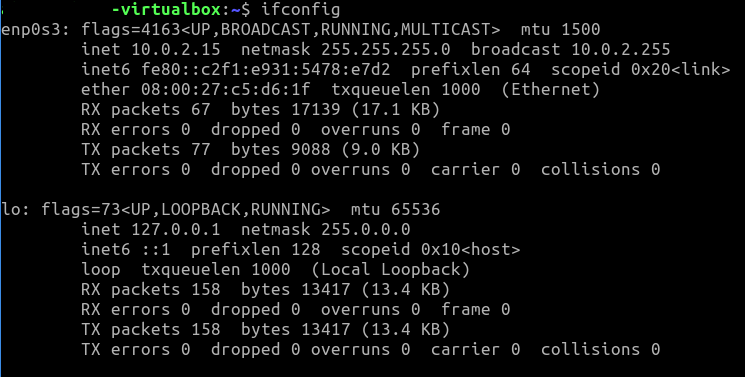 -virtualbox:~$ ifconfig
enp0s3: flags=4163<UP,BROADCAST,RUNNING,MULTICAST>  mtu 1500
        inet 10.0.2.15  netmask 255.255.255.0  broadcast 10.0.2.255
        inet6 fe80::c2f1:e931:5478:e7d2  prefixlen 64  scopeid 0x20<link>
        ether 08:00:27:c5:d6:1f  txqueuelen 1000  (Ethernet)
        RX packets 67  bytes 17139 (17.1 KB)
        RX errors 0  dropped 0  overruns 0  frame 0
        TX packets 77  bytes 9088 (9.0 KB)
        TX errors 0  dropped 0 overruns 0  carrier 0  collisions 0

lo: flags=73<UP,LOOPBACK,RUNNING>  mtu 65536
        inet 127.0.0.1  netmask 255.0.0.0
        inet6 ::1  prefixlen 128  scopeid 0x10<host>
        loop  txqueuelen 1000  (Local Loopback)
        RX packets 158  bytes 13417 (13.4 KB)
        RX errors 0  dropped 0  overruns 0  frame 0
        TX packets 158  bytes 13417 (13.4 KB)
        TX errors 0  dropped 0 overruns 0  carrier 0  collisions 0